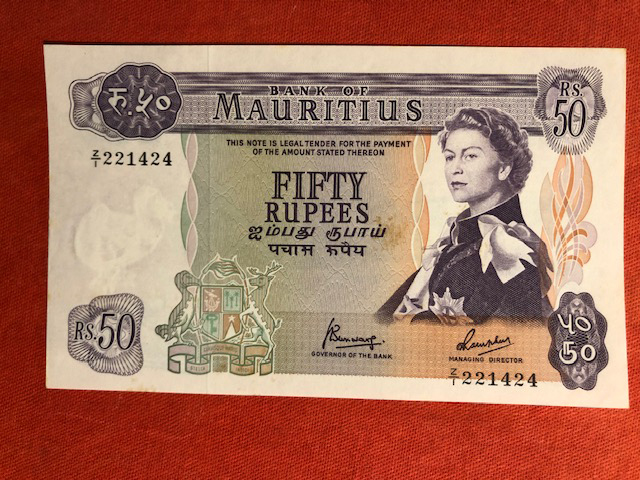 रु.५०
BANK OF
RS.
50
MAURITIUS
Z/1 221424
THIS NOTE IS LEGAL TENDER FOR THE PAYMENT
OF THE AMOUNT STATED THEREON
FIFTY
RUPEES
ஐம்பது ரூபாய்
पचास रूपैय
RS.50
GOVERNOR OF THE BANK
MANAGING DIRECTOR
Z/1 221424